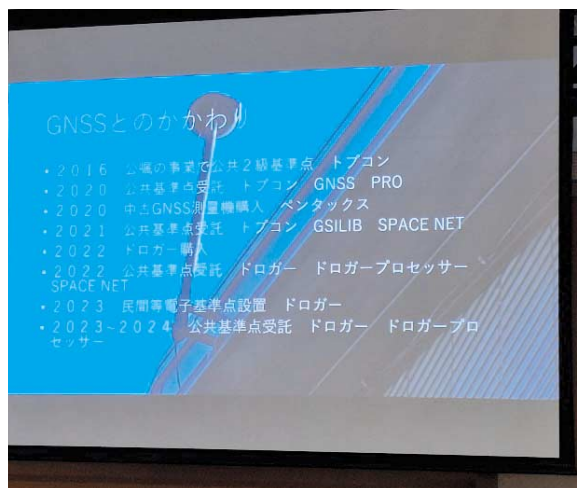 GNSSとのかかわり
・2016 公嘱の事業で公共2級基準点 トプコン
・2020 公共基準点受託 トプコン GNSS PRO
・2020 中古GNSS測量機購入 ペンタックス
・2021 公共基準点受託 トプコン GSILIB SPACE NET
・2022 ドロガー購入
・2022 公共基準点受託 ドロガー ドロガープロセッサー
SPACE NET
・2023 民間等電子基準点設置 ドロガー
・2023~2024 公共基準点受託 ドロガー ドロガープロ
セッサー